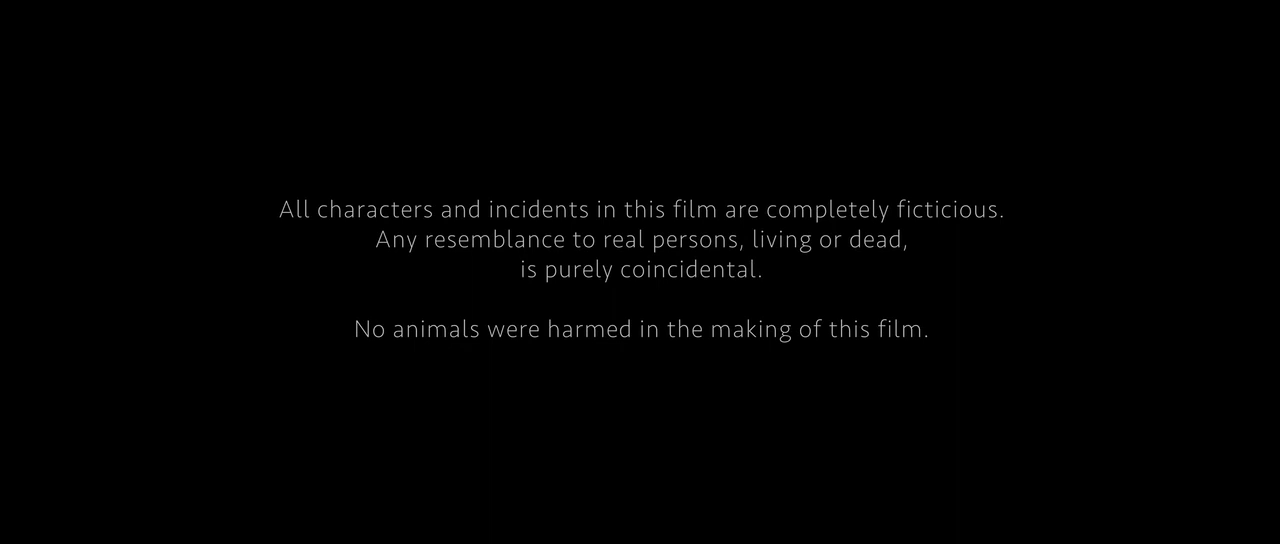 All characters and incidents in this film are completely ficticious.
Any resemblance to real persons, living or dead,
is purely coincidental.
No animals were harmed in the making of this film.